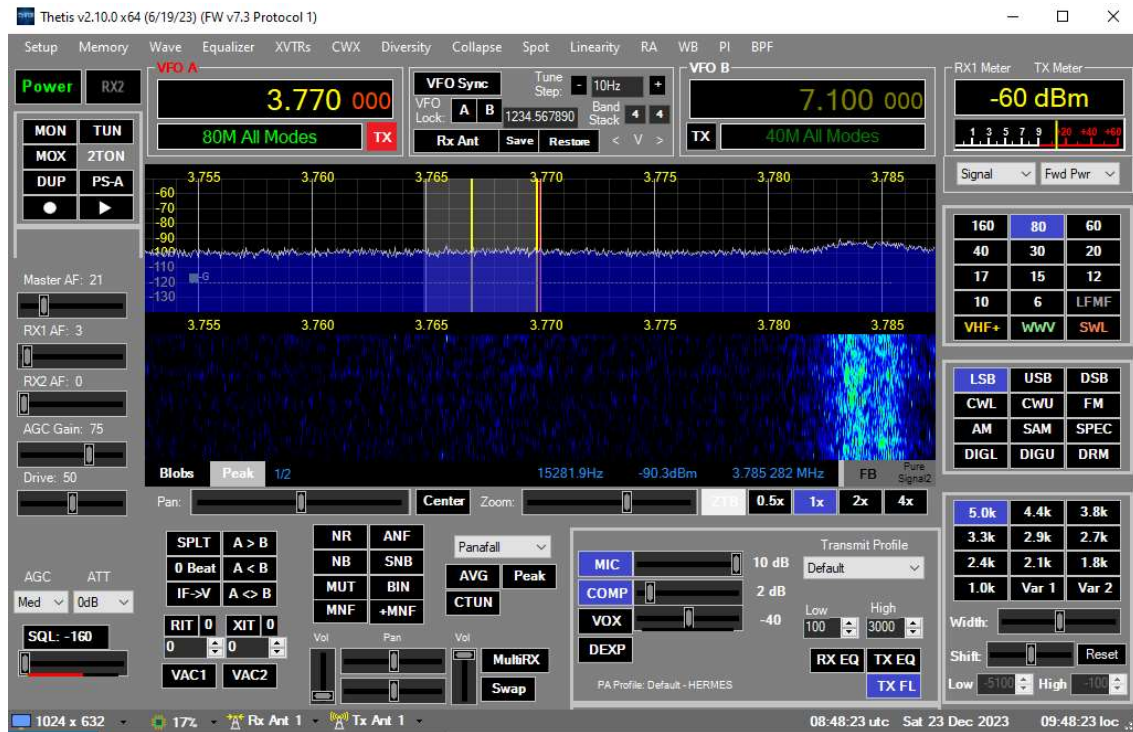 Thetis v2.10.0 x64 (6/19/23) (FW v7.3 Protocol 1)
Setup Memory Wave Equalizer XVTRs CWX Diversity Collapse Spot Linearity RA WB PI BPF
Power RX2
MON TUN
MOX 2TON
DUP PS-A
VFO A
3.770 000
80M All Modes TX
VFO Sync Tune Step: - 10Hz +
VFO Lock: A B 1234.567890 Band Stack 4 4
Rx Ant Save Restore < V >
VFO B
7.100 000
TX 40M All Modes
RX1 Meter TX Meter
-60 dBm
1 3 5 7 9 +20 +40 +60
Signal Fwd Pwr
3.755 3.760 3.765 3.770 3.775 3.780 3.785
-60
-70
-80
-90
-100
-110
-120 -G
-130
3.755 3.760 3.765 3.770 3.775 3.780 3.785
Blobs Peak 1/2 15281.9Hz -90.3dBm 3.785 282 MHz FB Pure Signal2
Pan: Center Zoom: ZTB 0.5x 1x 2x 4x
Master AF: 21
RX1 AF: 3
RX2 AF: 0
AGC Gain: 75
Drive: 50
AGC ATT
Med 0dB
SQL: -160
160 80 60
40 30 20
17 15 12
10 6 LFMF
VHF+ WWV SWL
LSB USB DSB
CWL CWU FM
AM SAM SPEC
DIGL DIGU DRM
5.0k 4.4k 3.8k
3.3k 2.9k 2.7k
2.4k 2.1k 1.8k
1.0k Var 1 Var 2
Width:
Shift: Reset
Low -5100 High -100
SPLT A > B
0 Beat A < B
IF->V A <> B
RIT 0 XIT 0
0 0
VAC1 VAC2
NR ANF
NB SNB
MUT BIN
MNF +MNF
Panafall
AVG Peak
CTUN
Vol Pan Vol
MultiRX
Swap
MIC 10 dB
COMP 2 dB
VOX -40
DEXP
Transmit Profile
Default
Low High
100 3000
RX EQ TX EQ
PA Profile: Default - HERMES TX FL
1024 x 632 17% Rx Ant 1 Tx Ant 1 08:48:23 utc Sat 23 Dec 2023 09:48:23 loc